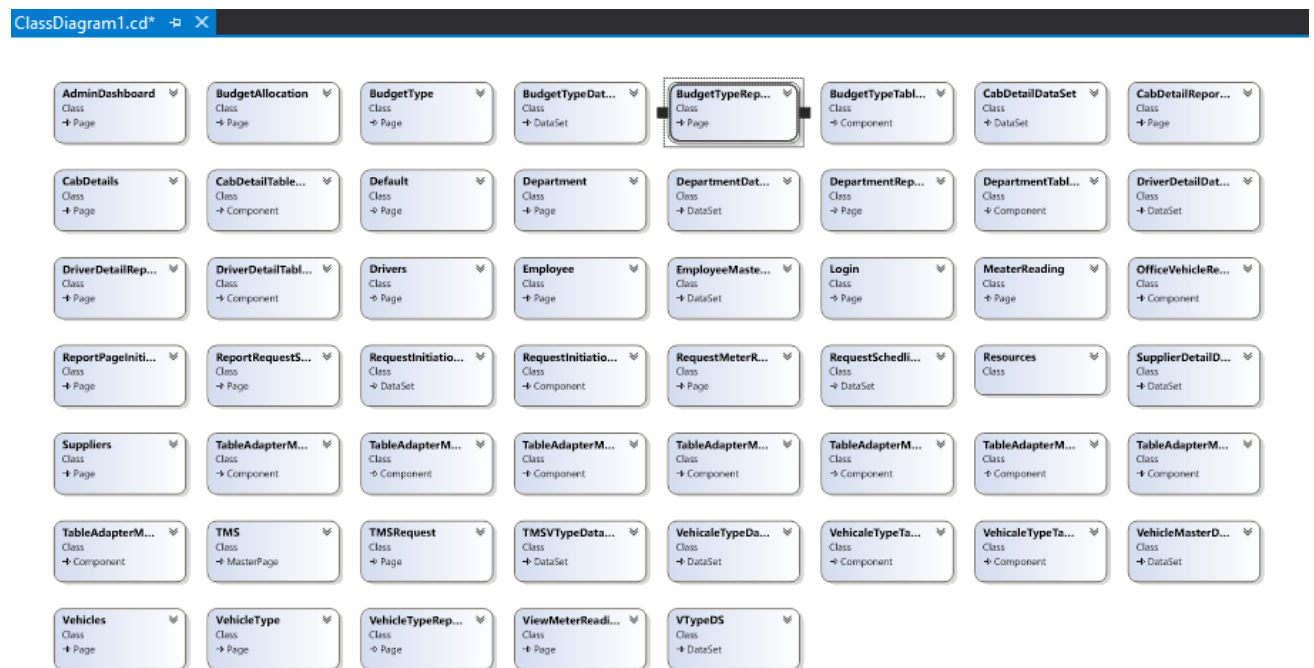 ClassDiagram1.cd*
AdminDashboard BudgetAllocation BudgetType BudgetTypeDat... BudgetTypeRep... BudgetTypeTabl... CabDetailDataSet CabDetailRepor...
Class Class Class Class Class Class Class Class
Page Page Page DataSet Page Component DataSet Page
CabDetails CabDetailTable... Default Department DepartmentDat... DepartmentRep... DepartmentTabl... DriverDetailDat...
Class Class Class Class Class Class Class Class
Page Component Page Page DataSet Page Component DataSet
DriverDetailRep... DriverDetailTabl... Drivers Employee EmployeeMaste... Login MeaterReading OfficeVehicleRe...
Class Class Class Class Class Class Class Class
Page Component Page Page DataSet Page Page Component
ReportPageIniti... ReportRequestS... RequestInitiatio... RequestInitiatio... RequestMeterR... RequestSchedli... Resources SupplierDetailD...
Class Class Class Class Class Class Class Class
Page Page DataSet Component Page DataSet DataSet
Suppliers TableAdapterM... TableAdapterM... TableAdapterM... TableAdapterM... TableAdapterM... TableAdapterM... TableAdapterM...
Class Class Class Class Class Class Class Class
Page Component Component Component Component Component Component Component
TableAdapterM... TMS TMSRequest TMSVTypeData... VehicaleTypeDa... VehicaleTypeTa... VehicaleTypeTa... VehicleMasterD...
Class Class Class Class Class Class Class Class
Component MasterPage Page DataSet DataSet Component Component DataSet
Vehicles VehicleType VehicleTypeRep... ViewMeterReadi... VTypeDS
Class Class Class Class Class
Page Page Page Page DataSet